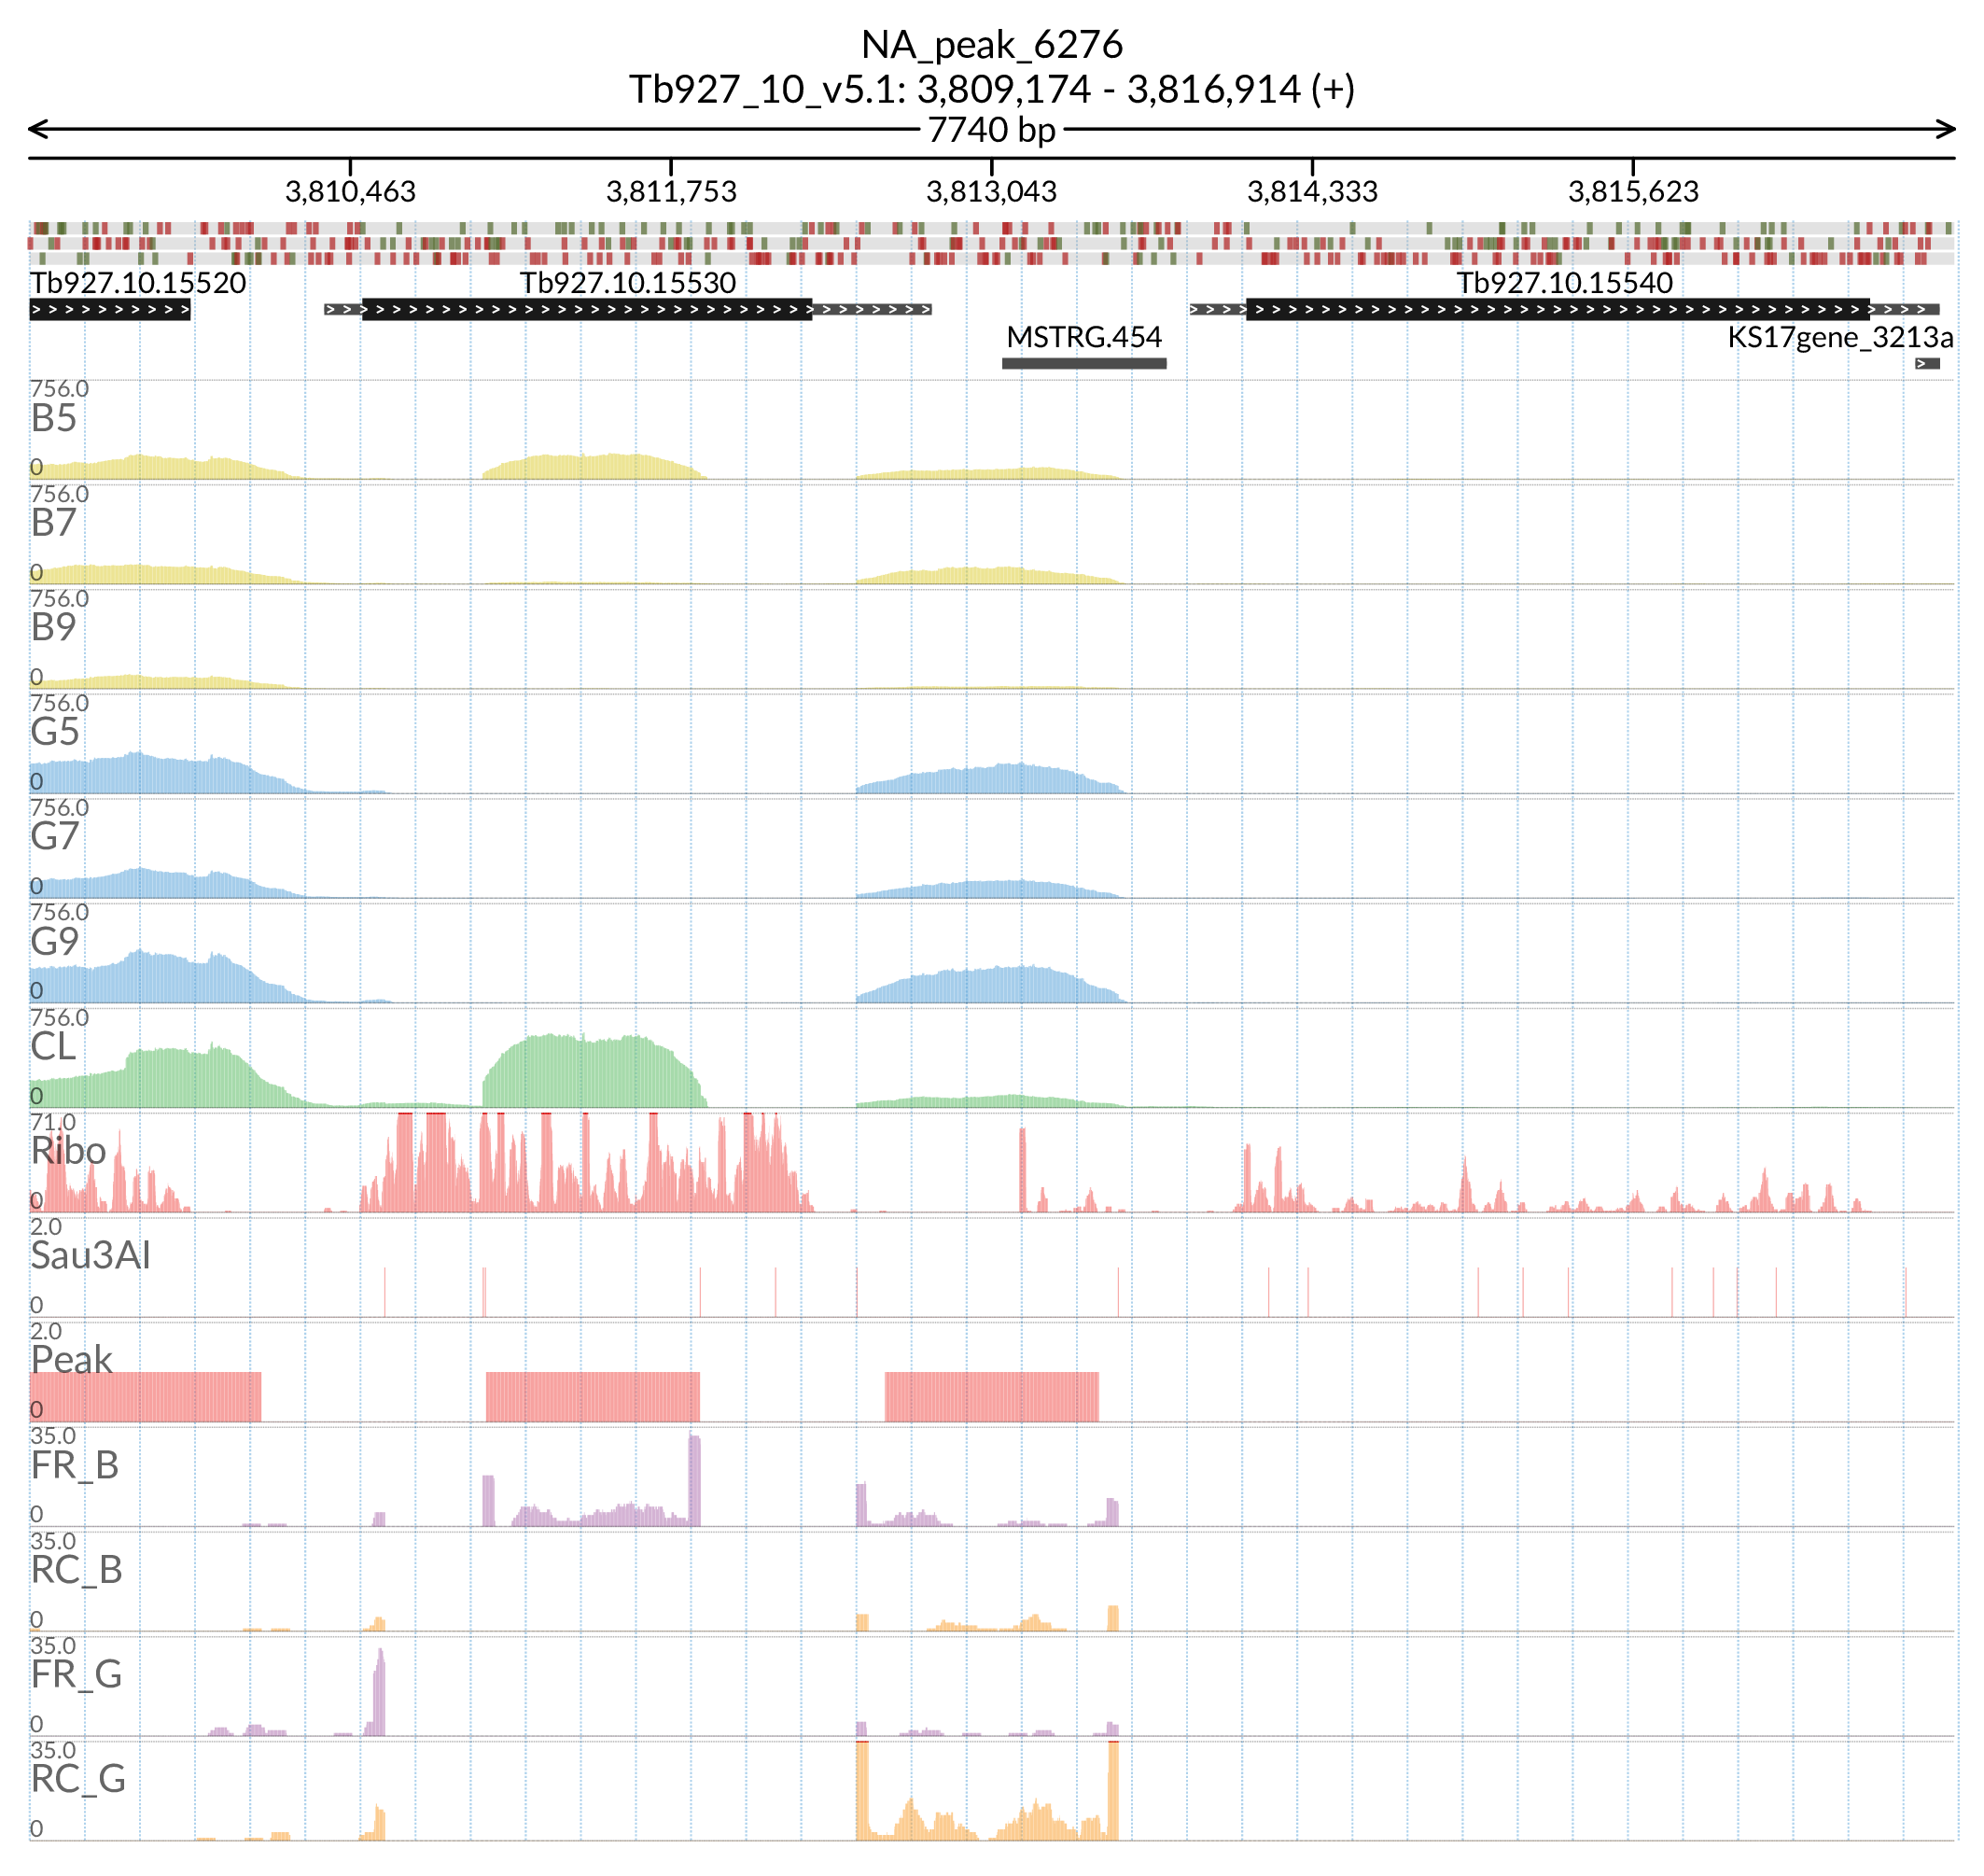 NA_peak_6276
Tb927_10_v5.1: 3,809,174 - 3,816,914 (+)
7740 bp
3,810,463 3,811,753 3,813,043 3,814,333 3,815,623
Tb927.10.15520 Tb927.10.15530 Tb927.10.15540
MSTRG.454 KS17gene_3213a
756.0
B5
0
756.0
B7
0
756.0
B9
0
756.0
G5
0
756.0
G7
0
756.0
G9
0
756.0
CL
0
71.0
Ribo
0
2.0
Sau3AI
0
2.0
Peak
0
35.0
FR_B
0
35.0
RC_B
0
35.0
FR_G
0
35.0
RC_G
0